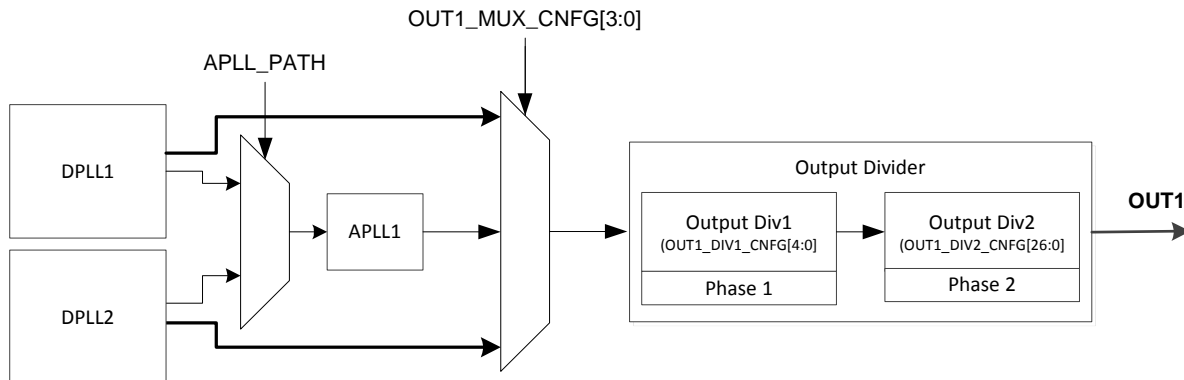 OUT1_MUX_CNFG[3:0]
APLL_PATH
DPLL1
DPLL2
APLL1
Output Divider
Output Div1
(OUT1_DIV1_CNFG[4:0])
Phase 1
Output Div2
(OUT1_DIV2_CNFG[26:0])
Phase 2
OUT1